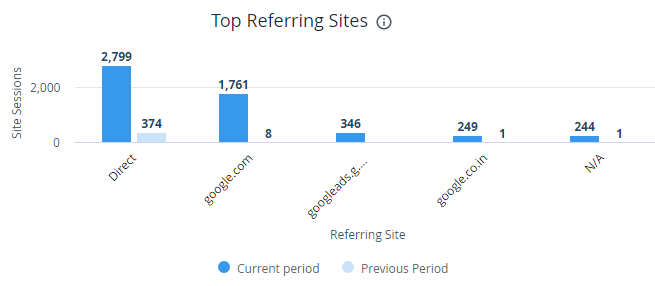 Top Referring Sites
Site Sessions
2,000
0
2,799
374
1,761
8
346
249
1
244
1
Direct
google.com
googleads.g....
google.co.in
N/A
Referring Site
Current period
Previous Period